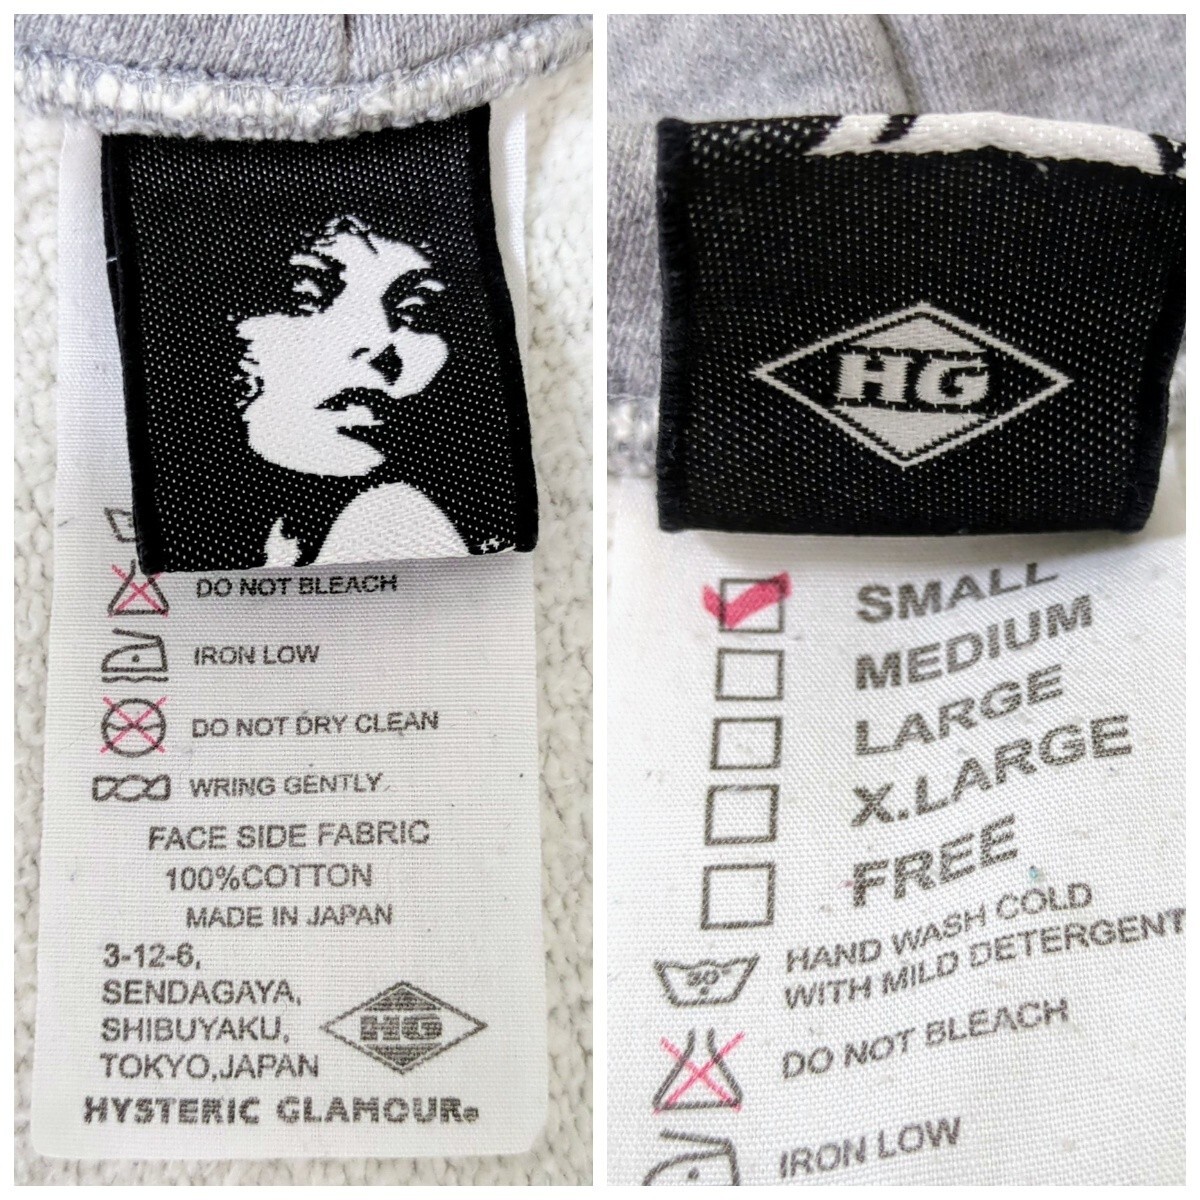 DO NOT BLEACH
IRON LOW
DO NOT DRY CLEAN
WRING GENTLY.
FACE SIDE FABRIC
100%COTTON
MADE IN JAPAN
3-12-6,
SENDAGAYA,
SHIBUYAKU,
TOKYO,JAPAN
HG
HYSTERIC GLAMOUR®
HG
SMALL
MEDIUM
LARGE
X.LARGE
FREE
30°
HAND WASH COLD
WITH MILD DETERGENT
DO NOT BLEACH
IRON LOW